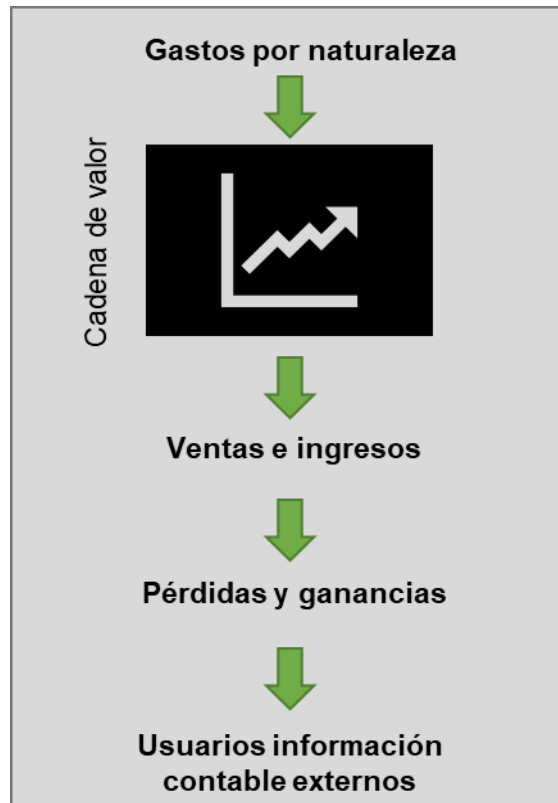 Gastos por naturaleza
Cadena de valor
Ventas e ingresos
Pérdidas y ganancias
Usuarios información
contable externos